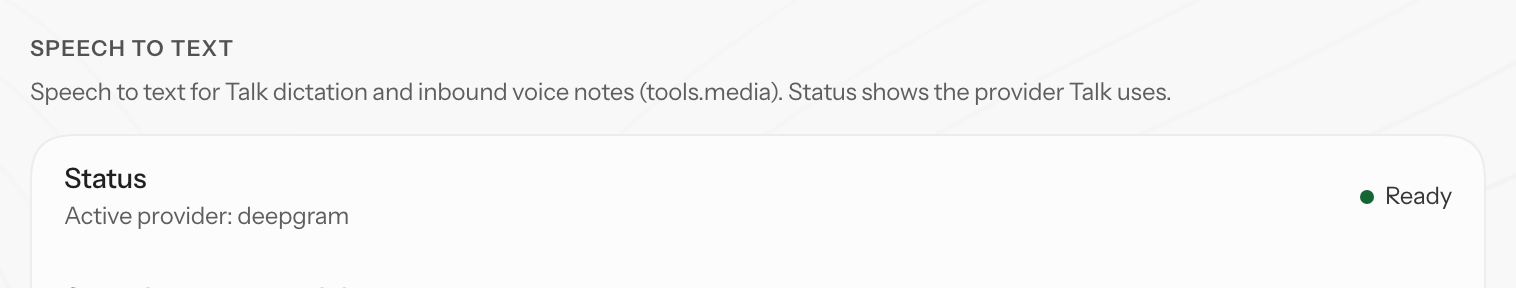 SPEECH TO TEXT
Speech to text for Talk dictation and inbound voice notes (tools.media). Status shows the provider Talk uses.
Status
Ready
Active provider: deepgram